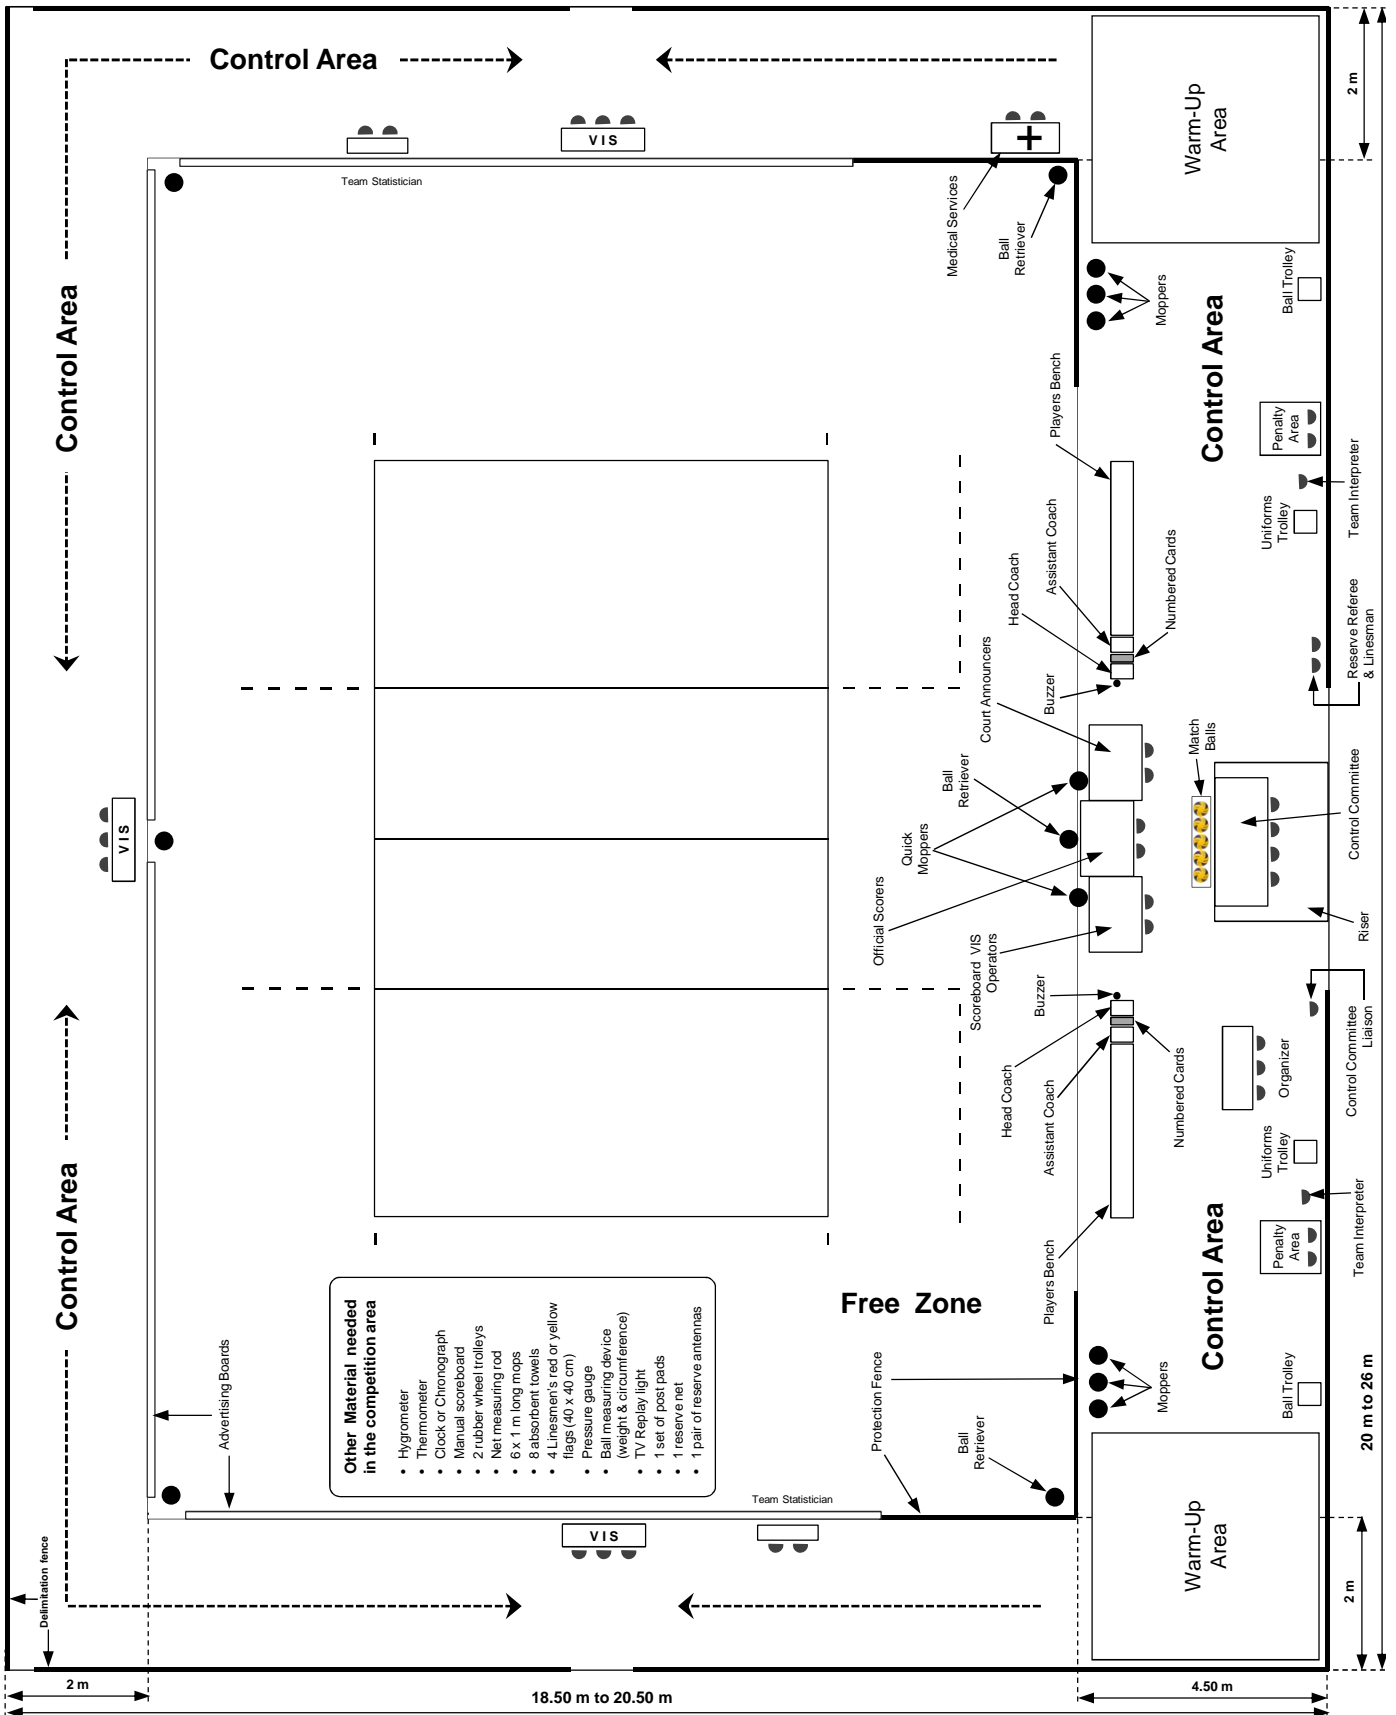 Control Area
2 m
Warm-Up
Area
VIS
Team Statistician
Medical Services
Ball
Retriever
Moppers
Ball Trolley
Control Area
Control Area
Players Bench
Penalty
Area
Team Interpreter
Uniforms
Trolley
Assistant Coach
Head Coach
Numbered Cards
Reserve Referee
& Linesman
Buzzer
Court Announcers
Ball
Retriever
Match
Balls
VIS
Quick
Moppers
Control Committee
Official Scorers
Riser
Scoreboard VIS
Operators
Buzzer
Control Committee
Liaison
Organizer
Head Coach
Assistant Coach
Numbered Cards
Uniforms
Trolley
Team Interpreter
Penalty
Area
Control Area
Control Area
Players Bench
Free Zone
Other Material needed
in the competition area
• Hygrometer
• Thermometer
• Clock or Chronograph
• Manual scoreboard
• 2 rubber wheel trolleys
• Net measuring rod
• 6 x 1 m long mops
• 8 absorbent towels
• 4 Linesmen's red or yellow
flags (40 x 40 cm)
• Pressure gauge
• Ball measuring device
(weight & circumference)
• TV Replay light
• 1 set of post pads
• 1 reserve net
• 1 pair of reserve antennas
Advertising Boards
Protection Fence
Ball
Retriever
Moppers
Ball Trolley
20 m to 26 m
Team Statistician
VIS
Warm-Up
Area
2 m
Delimitation fence
2 m
18.50 m to 20.50 m
4.50 m